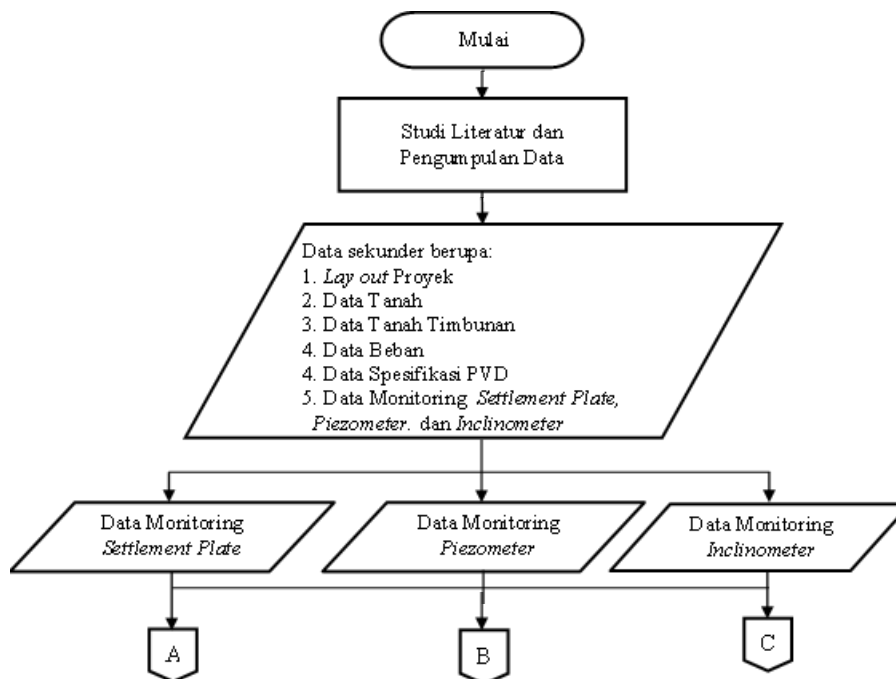 Mulai
Studi Literatur dan
Pengumpulan Data
Data sekunder berupa:
1. Lay out Proyek
2. Data Tanah
3. Data Tanah Timbunan
4. Data Beban
4. Data Spesifikasi PVD
5. Data Monitoring Settlement Plate,
Piezometer. dan Inclinometer
Data Monitoring
Settlement Plate
Data Monitoring
Piezometer
Data Monitoring
Inclinometer
A
B
C